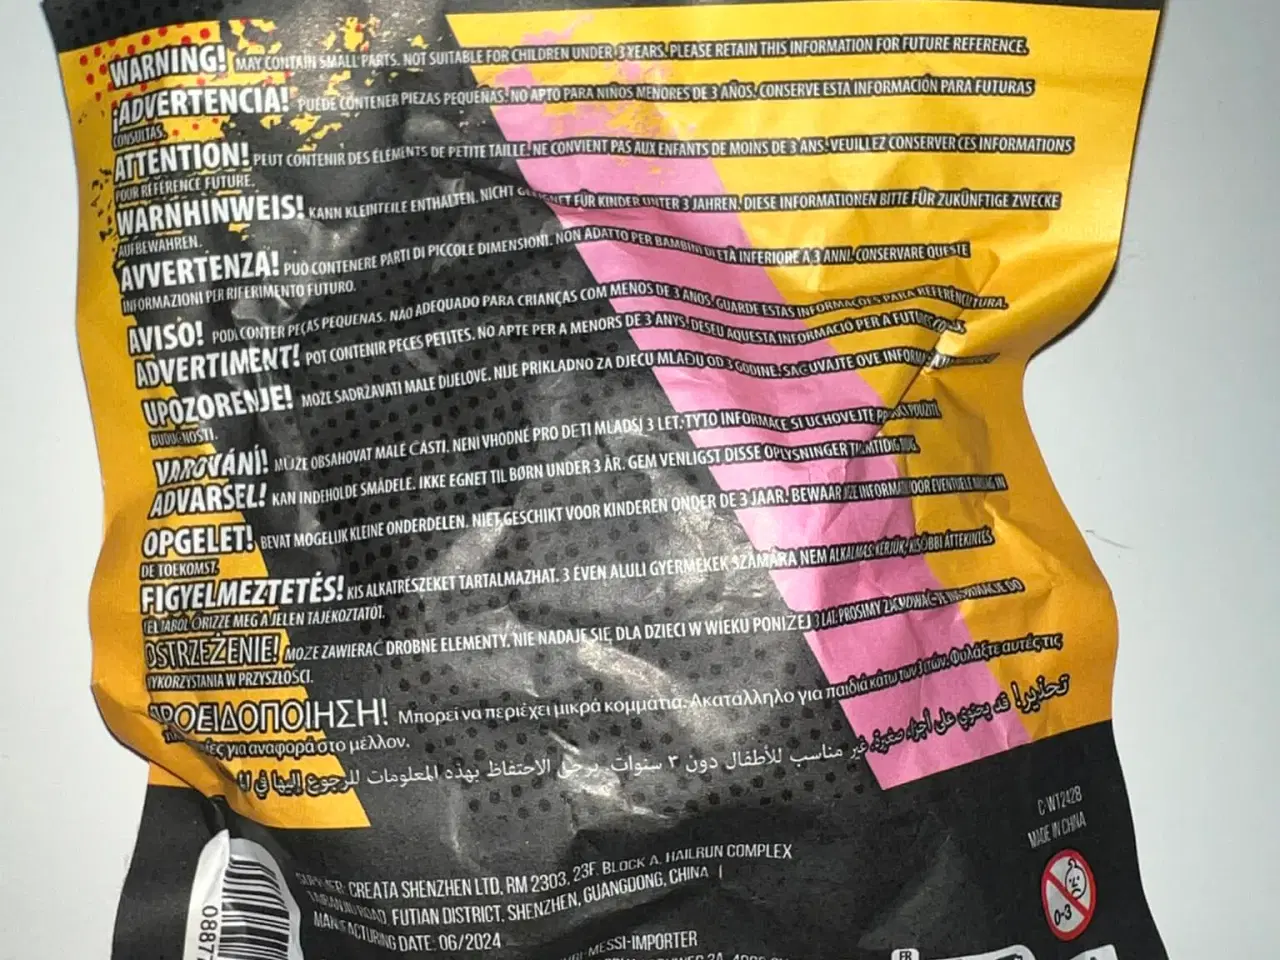 WARNING! MAY CONTAIN SMALL PARTS. NOT SUITABLE FOR CHILDREN UNDER 3 YEARS. PLEASE RETAIN THIS INFORMATION FOR FUTURE REFERENCE.
¡ADVERTENCIA! PUEDE CONTENER PIEZAS PEQUEÑAS. NO APTO PARA NIÑOS MENORES DE 3 AÑOS. CONSERVE ESTA INFORMACIÓN PARA FUTURAS
CONSULTAS.
ATTENTION! PEUT CONTENIR DES ÉLÉMENTS DE PETITE TAILLE. NE CONVIENT PAS AUX ENFANTS DE MOINS DE 3 ANS. VEUILLEZ CONSERVER CES INFORMATIONS
POUR RÉFÉRENCE FUTURE.
WARNHINWEIS! KANN KLEINTEILE ENTHALTEN. NICHT FÜR KINDER UNTER 3 JAHREN. DIESE INFORMATIONEN BITTE FÜR ZUKÜNFTIGE ZWECKE
AUFBEWAHREN.
AVVERTENZA! PUÒ CONTENERE PARTI DI PICCOLE DIMENSIONI. NON ADATTO PER BAMBINI DI ETÀ INFERIORE A 3 ANNI. CONSERVARE QUESTE
INFORMAZIONI PER RIFERIMENTO FUTURO.
AVISO! PODE CONTER PEÇAS PEQUENAS. NÃO ADEQUADO PARA CRIANÇAS COM MENOS DE 3 ANOS. GUARDE ESTAS INFORMAÇÕES PARA
ADVERTIMENT! POT CONTENIR PECES PETITES. NO APTE PER A MENORS DE 3 ANYS. DESEU AQUESTA INFORMACIÓ PER A
UPOZORENJE! MOŽE SADRŽAVATI MALE DIJELOVE. NIJE PRIKLADNO ZA DJECU MLAĐU OD 3 GODINE. SAČUVAJTE OVE
BUDUĆNOSTI.
VAROVÁNÍ! MŮŽE OBSAHOVAT MALÉ ČÁSTI. NENÍ VHODNÉ PRO DĚTI MLADŠÍ 3 LET. TYTO INFORMACE SI UCHOVEJTE POUŽITÍ
ADVARSEL! KAN INDEHOLDE SMÅDELE. IKKE EGNET TIL BØRN UNDER 3 ÅR. GEM VENLIGST DISSE OPLYSNINGER
OPGELET! BEVAT MOGELIJK KLEINE ONDERDELEN. NIET GESCHIKT VOOR KINDEREN ONDER DE 3 JAAR. BEWAAR VOOR EVENTUELE IN
DE TOEKOMST.
FIGYELMEZTETÉS! KIS ALKATRÉSZEKET TARTALMAZHAT. 3 ÉVEN ALULI GYERMEKEK SZÁMÁRA NEM ALKALMAS. KÉRJÜK, KÉSŐBBI ÁTTEKINTÉS
CÉLJÁBÓL ŐRIZZE MEG A JELEN TÁJÉKOZTATÓT.
OSTRZEŻENIE! MOŻE ZAWIERAĆ DROBNE ELEMENTY. NIE NADAJE SIĘ DLA DZIECI W WIEKU PONIŻEJ 3 LAT. PROSIMY ZACHOWAĆ TE INFORMACJE DO
WYKORZYSTANIA W PRZYSZŁOŚCI.
ΠΡΟΕΙΔΟΠΟΙΗΣΗ! Μπορεί να περιέχει μικρά κομμάτια. Ακατάλληλο για παιδιά κάτω των 3 ετών. Φυλάξτε αυτές τις
για αναφορά στο μέλλον.
تحذير! قد يحتوي على أجزاء صغيرة. غير مناسب للأطفال دون ٣ سنوات. يرجى الاحتفاظ بهذه المعلومات للرجوع إليها في
C-WT2428
MADE IN CHINA
0-3
SUPPLIER: CREATA SHENZHEN LTD, RM 2303, 23F, BLOCK A, HAILRUN COMPLEX
ROAD, FUTIAN DISTRICT, SHENZHEN, GUANGDONG, CHINA
MANUFACTURING DATE: 06/2024
MESSI-IMPORTER
0887
FR